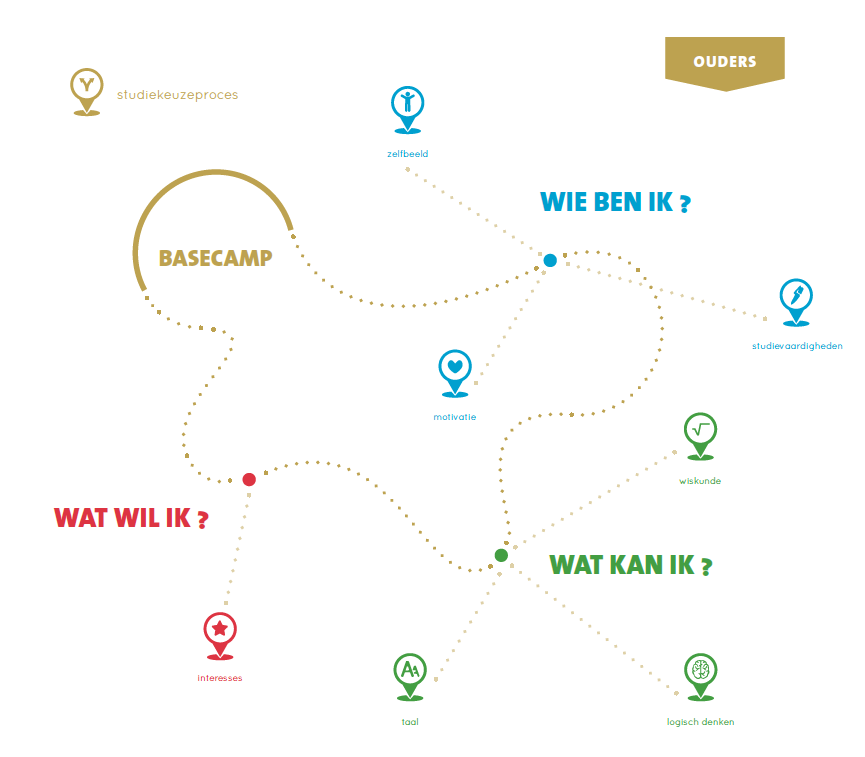 OUDERS
studiekeuzeproces
zelfbeeld
WIE BEN IK ?
BASECAMP
studievaardigheden
motivatie
wiskunde
WAT WIL IK ?
WAT KAN IK ?
interesses
taal
logisch denken